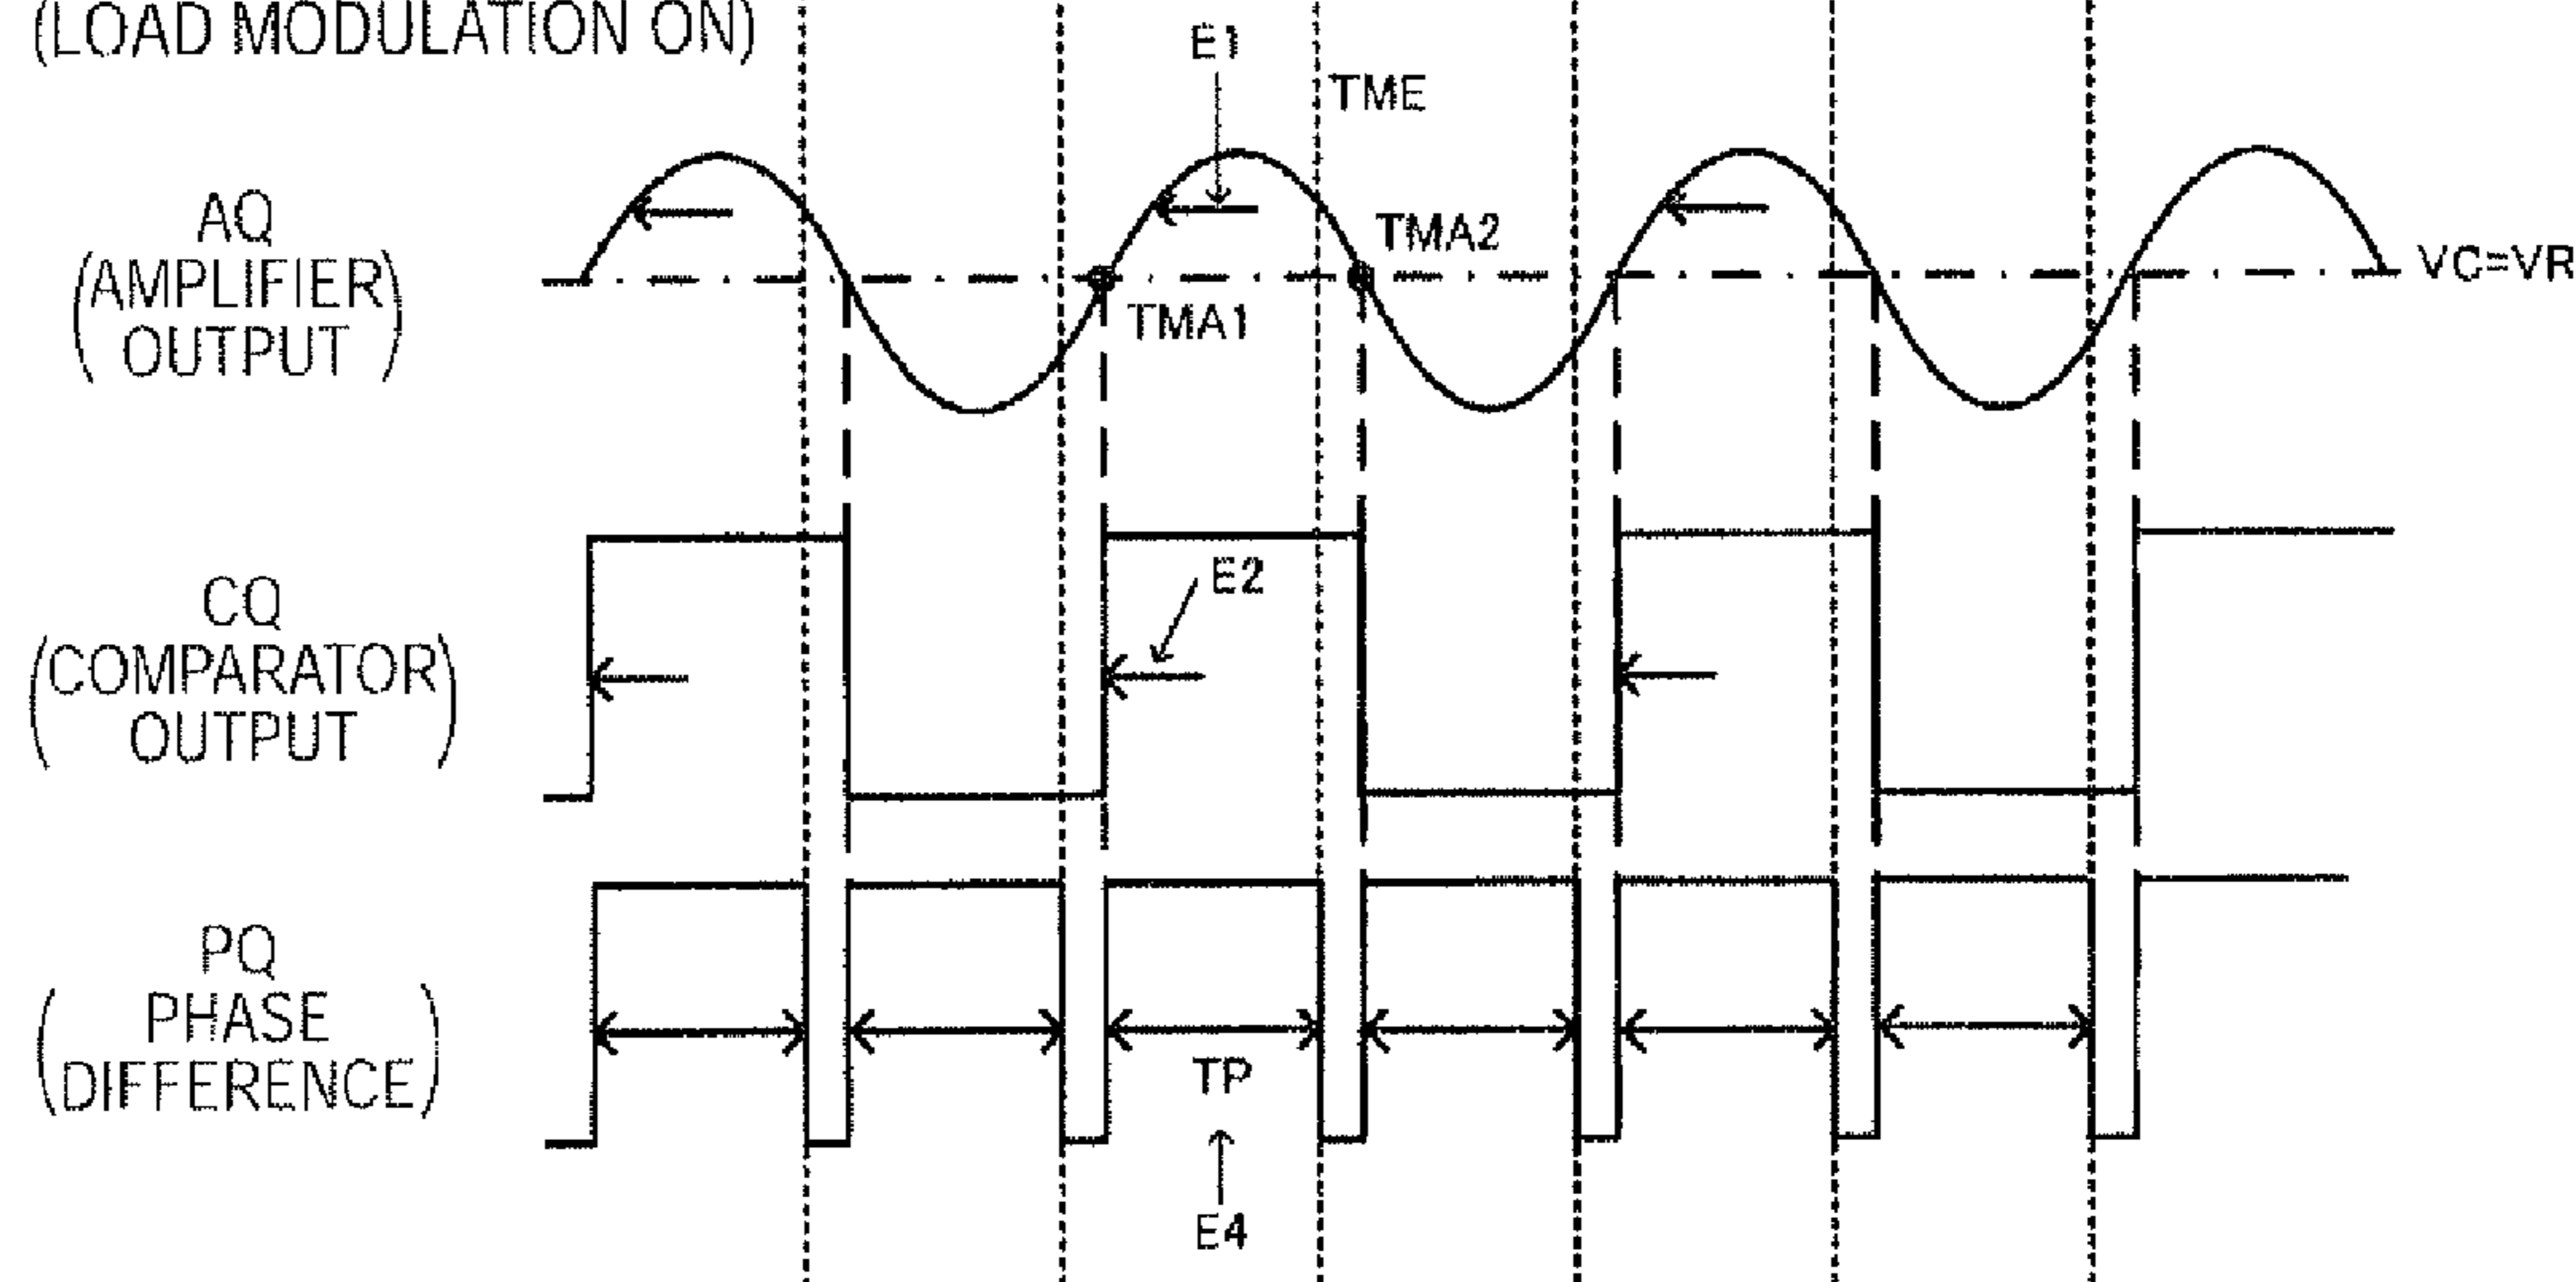 (LOAD MODULATION ON)
E1
TME
AQ
(AMPLIFIER
OUTPUT)
TMA2
VC=VR
TMA1
CQ
(COMPARATOR
OUTPUT)
E2
PQ
(PHASE
DIFFERENCE)
TP
E4